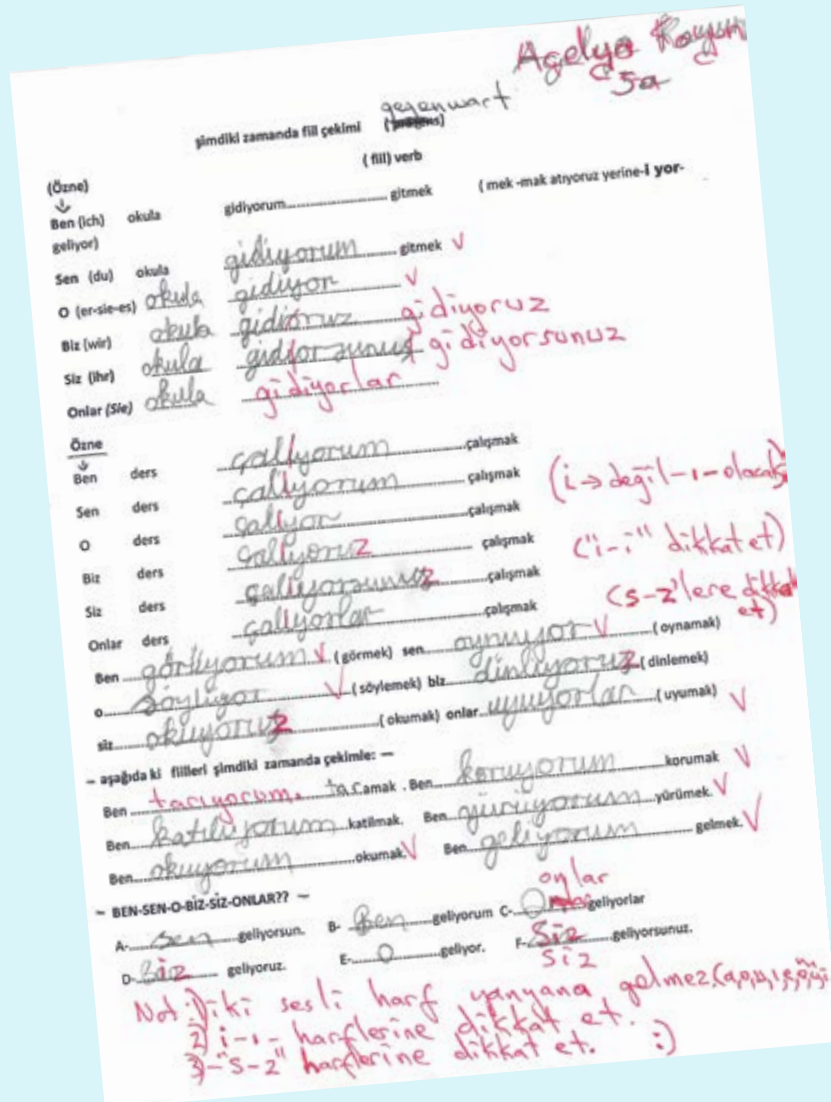 Açelya
5a
gegenwart
şimdiki zamanda fiil çekimi
( fiil) verb
(Özne)
Ben (ich) okula gidiyorum.......................... gitmek ( mek -mak atıyoruz yerine-i yor-
geliyor)
Sen (du) okula gidiyorum gitmek
O (er-sie-es) okula gidiyor
Biz (wir) okula gidioruz gidiyoruz
Siz (ihr) okula gidiyorsunuz
Onlar (Sie) okula gidiyorlar
Özne
Ben ders çalıyorum çalışmak
Sen ders çalıyorum çalışmak (i → değil -ı- olacak
O ders çalıyor çalışmak
Biz ders çalıyoruz çalışmak ("i-i" dikkat et)
Siz ders çalıyorsunuz çalışmak (s-z'lere dikkat et)
Onlar ders çalıyorlar çalışmak
Ben görüyorum (görmek) sen oynuyor ( oynamak)
o söylüyor ( söylemek) biz dinliyoruz ( dinlemek)
siz okuyoruz ( okumak) onlar uyuyorlar ( uyumak)
– aşağıda ki fiilleri şimdiki zamanda çekimle: –
Ben tarıyorum. taramak . Ben koruyorum korumak
Ben katılıyorum katılmak. Ben yürüyorum yürümek.
Ben okuyorum okumak. Ben geliyorum gelmek.
– BEN-SEN-O-BİZ-SİZ-ONLAR?? –
onlar
A- sen geliyorsun. B- Ben geliyorum C- geliyorlar
D- Biz geliyoruz. E- O geliyor. F- Siz geliyorsunuz.
siz
Not: 1) iki sesli harf yanyana gelmez
2) i-ı- harflerine dikkat et.
3) -"s-z" harflerine dikkat et. :)